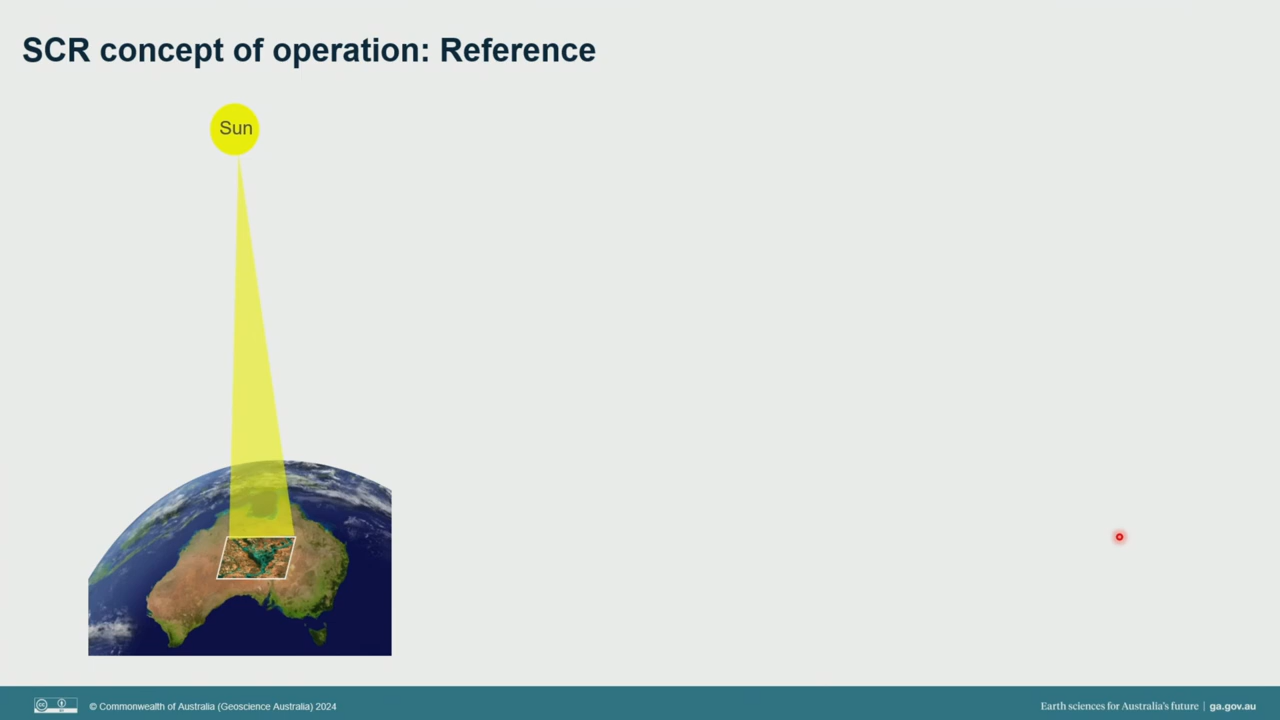 SCR concept of operation: Reference
Sun
© Commonwealth of Australia (Geoscience Australia) 2024
Earth sciences for Australia's future | ga.gov.au